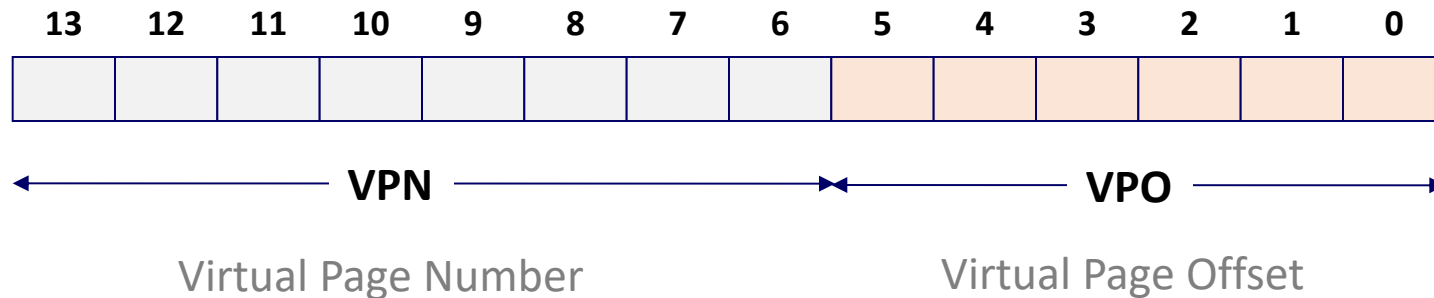 13 12 11 10 9 8 7 6 5 4 3 2 1 0
VPN VPO
Virtual Page Number Virtual Page Offset